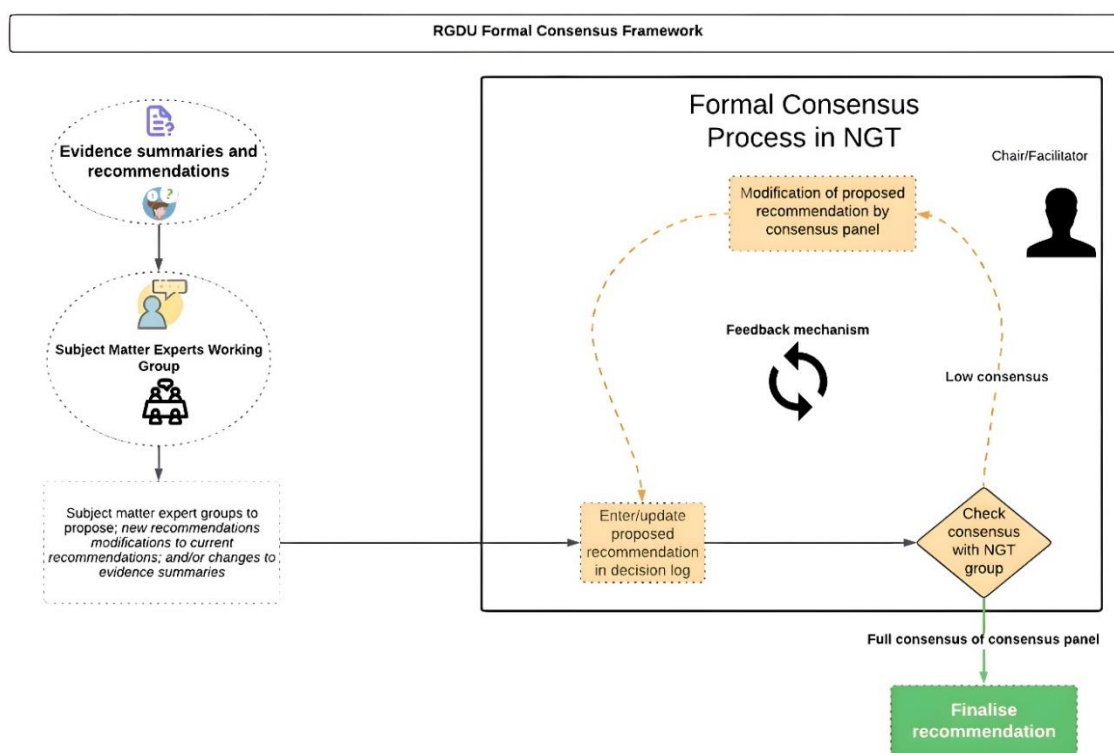 RGDU Formal Consensus Framework
Evidence summaries and
recommendations
Subject Matter Experts Working
Group
Subject matter expert groups to
propose; new recommendations
modifications to current
recommendations; and/or changes to
evidence summaries
Formal Consensus
Process in NGT
Chair/Facilitator
Modification of proposed
recommendation by
consensus panel
Feedback mechanism
Low consensus
Enter/update
proposed
recommendation
in decision log
Check
consensus
with NGT
group
Full consensus of consensus panel
Finalise
recommendation